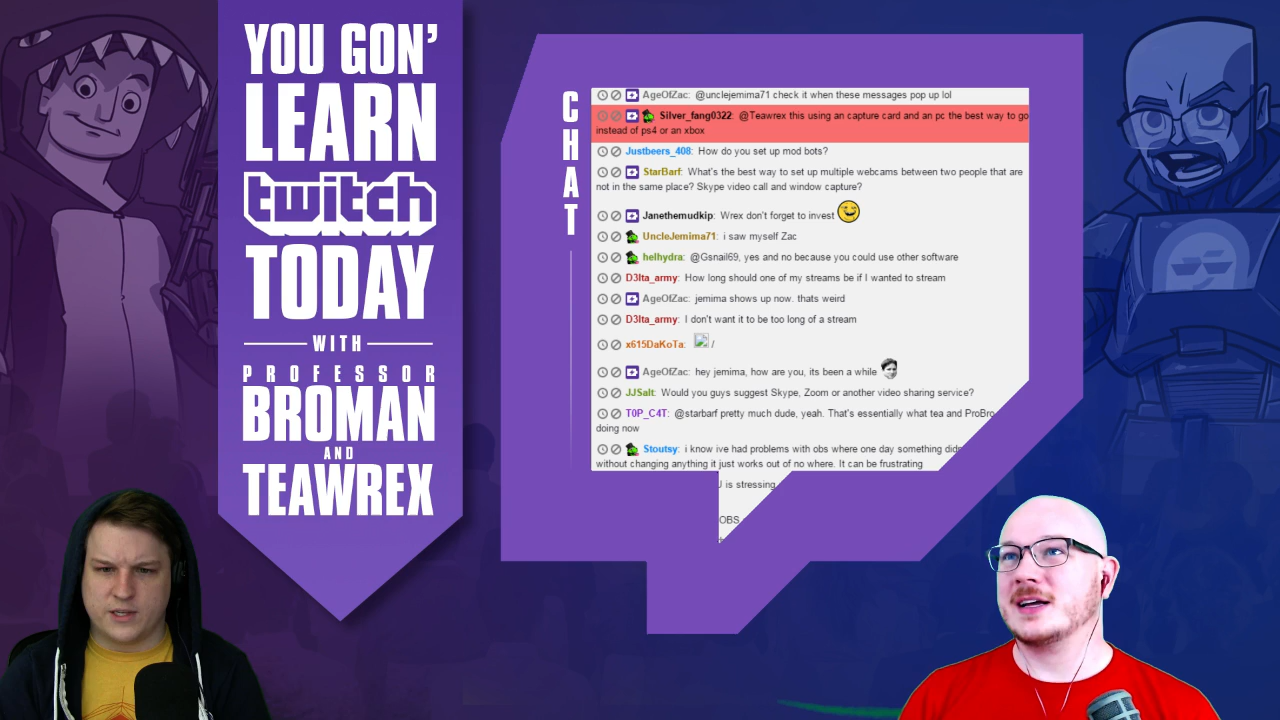 YOU GON'
LEARN
twitch
TODAY
WITH
PROFESSOR
BROMAN
AND
TEAWREX
CHAT
AgeOfZac: @unclejemima71 check it when these messages pop up lol
Silver_fang0322: @Teawrex this using an capture card and an pc the best way to go
instead of ps4 or an xbox
Justbeers_408: How do you set up mod bots?
StarBarf: What's the best way to set up multiple webcams between two people that are
not in the same place? Skype video call and window capture?
Janethemudkip: Wrex don't forget to invest
UncleJemima71: i saw myself Zac
helhydra: @Gsnail69, yes and no because you could use other software
D3lta_army: How long should one of my streams be if I wanted to stream
AgeOfZac: jemima shows up now. thats weird
D3lta_army: I don't want it to be too long of a stream
x615DaKoTa: /
AgeOfZac: hey jemima, how are you, its been a while
JJSalt: Would you guys suggest Skype, Zoom or another video sharing service?
T0P_C4T: @starbarf pretty much dude, yeah. That's essentially what tea and ProBro
doing now
Stoutsy: i know ive had problems with obs where one day something
without changing anything it just works out of no where. It can be frustrating
is stressing
OBS